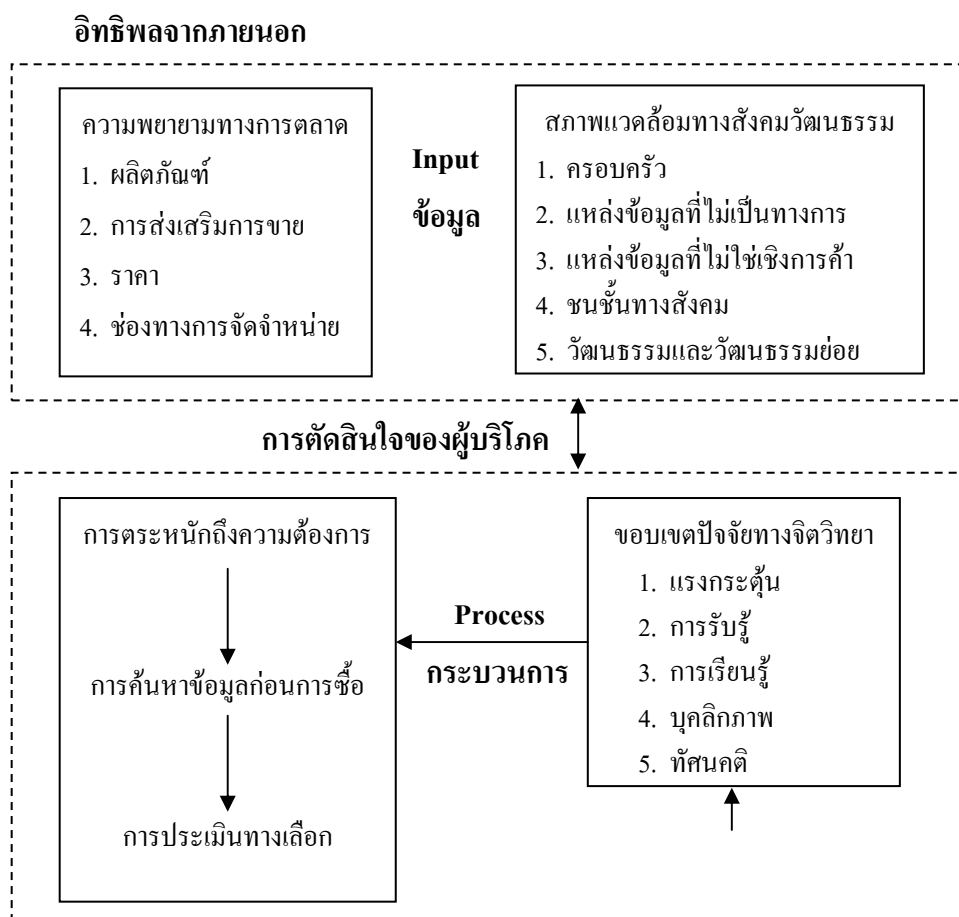 อิทธิพลจากภายนอก
ความพยายามทางการตลาด
1. ผลิตภัณฑ์
2. การส่งเสริมการขาย
3. ราคา
4. ช่องทางการจัดจำหน่าย
Input
ข้อมูล
สภาพแวดล้อมทางสังคมวัฒนธรรม
1. ครอบครัว
2. แหล่งข้อมูลที่ไม่เป็นทางการ
3. แหล่งข้อมูลที่ไม่ใช่เชิงการค้า
4. ชนชั้นทางสังคม
5. วัฒนธรรมและวัฒนธรรมย่อย
การตัดสินใจของผู้บริโภค
การตระหนักถึงความต้องการ
การค้นหาข้อมูลก่อนการซื้อ
การประเมินทางเลือก
Process
กระบวนการ
ขอบเขตปัจจัยทางจิตวิทยา
1. แรงกระตุ้น
2. การรับรู้
3. การเรียนรู้
4. บุคลิกภาพ
5. ทัศนคติ